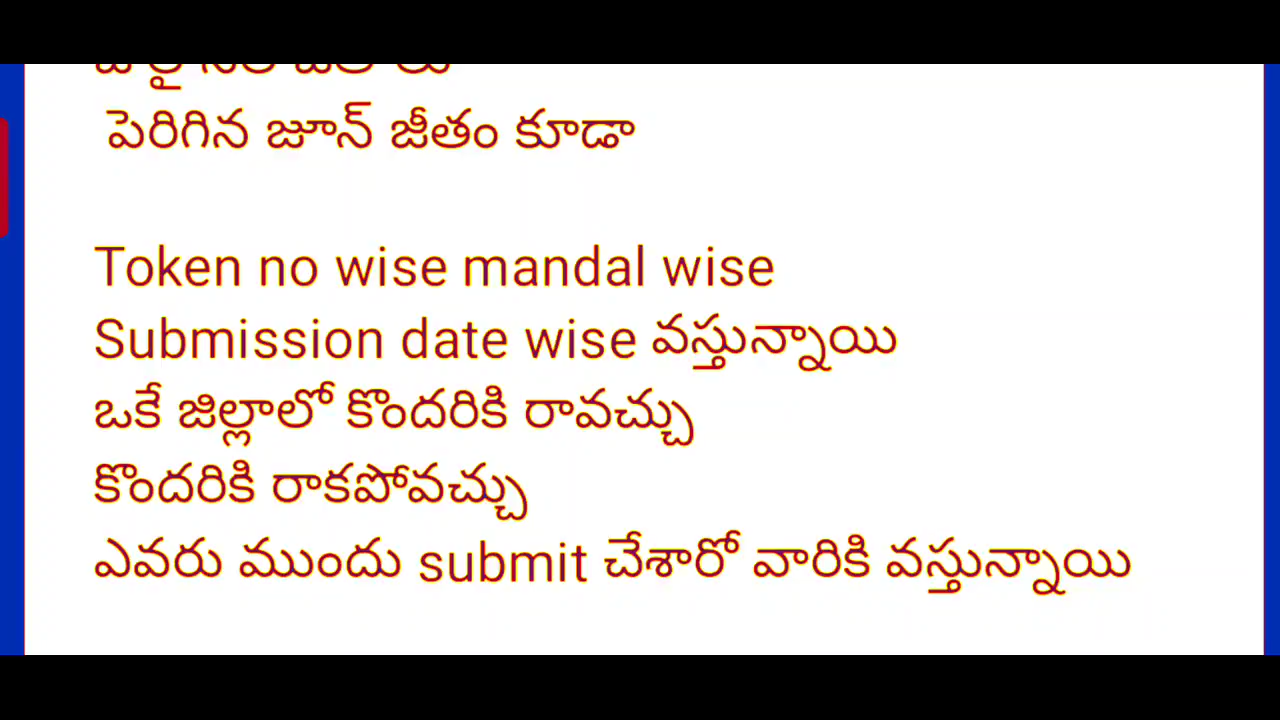 పెరిగిన జూన్ జీతం కూడా
Token no wise mandal wise
Submission date wise వస్తున్నాయి
ఒకే జిల్లాలో కొందరికి రావచ్చు
కొందరికి రాకపోవచ్చు
ఎవరు ముందు submit చేశారో వారికి వస్తున్నాయి